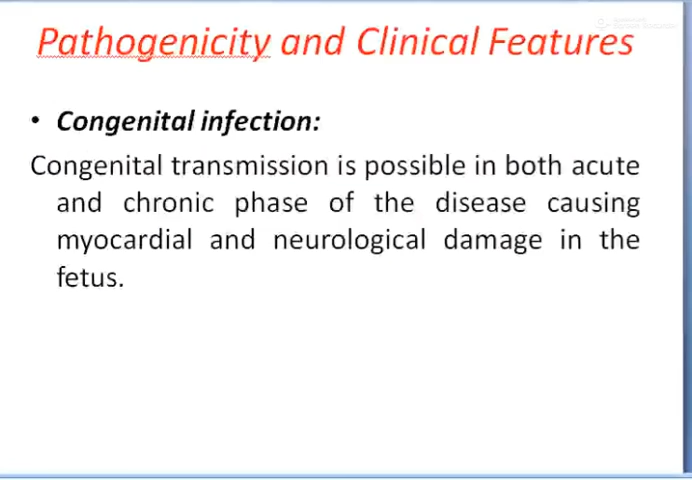 Pathogenicity and Clinical Features
• Congenital infection:
Congenital transmission is possible in both acute
and chronic phase of the disease causing
myocardial and neurological damage in the
fetus.